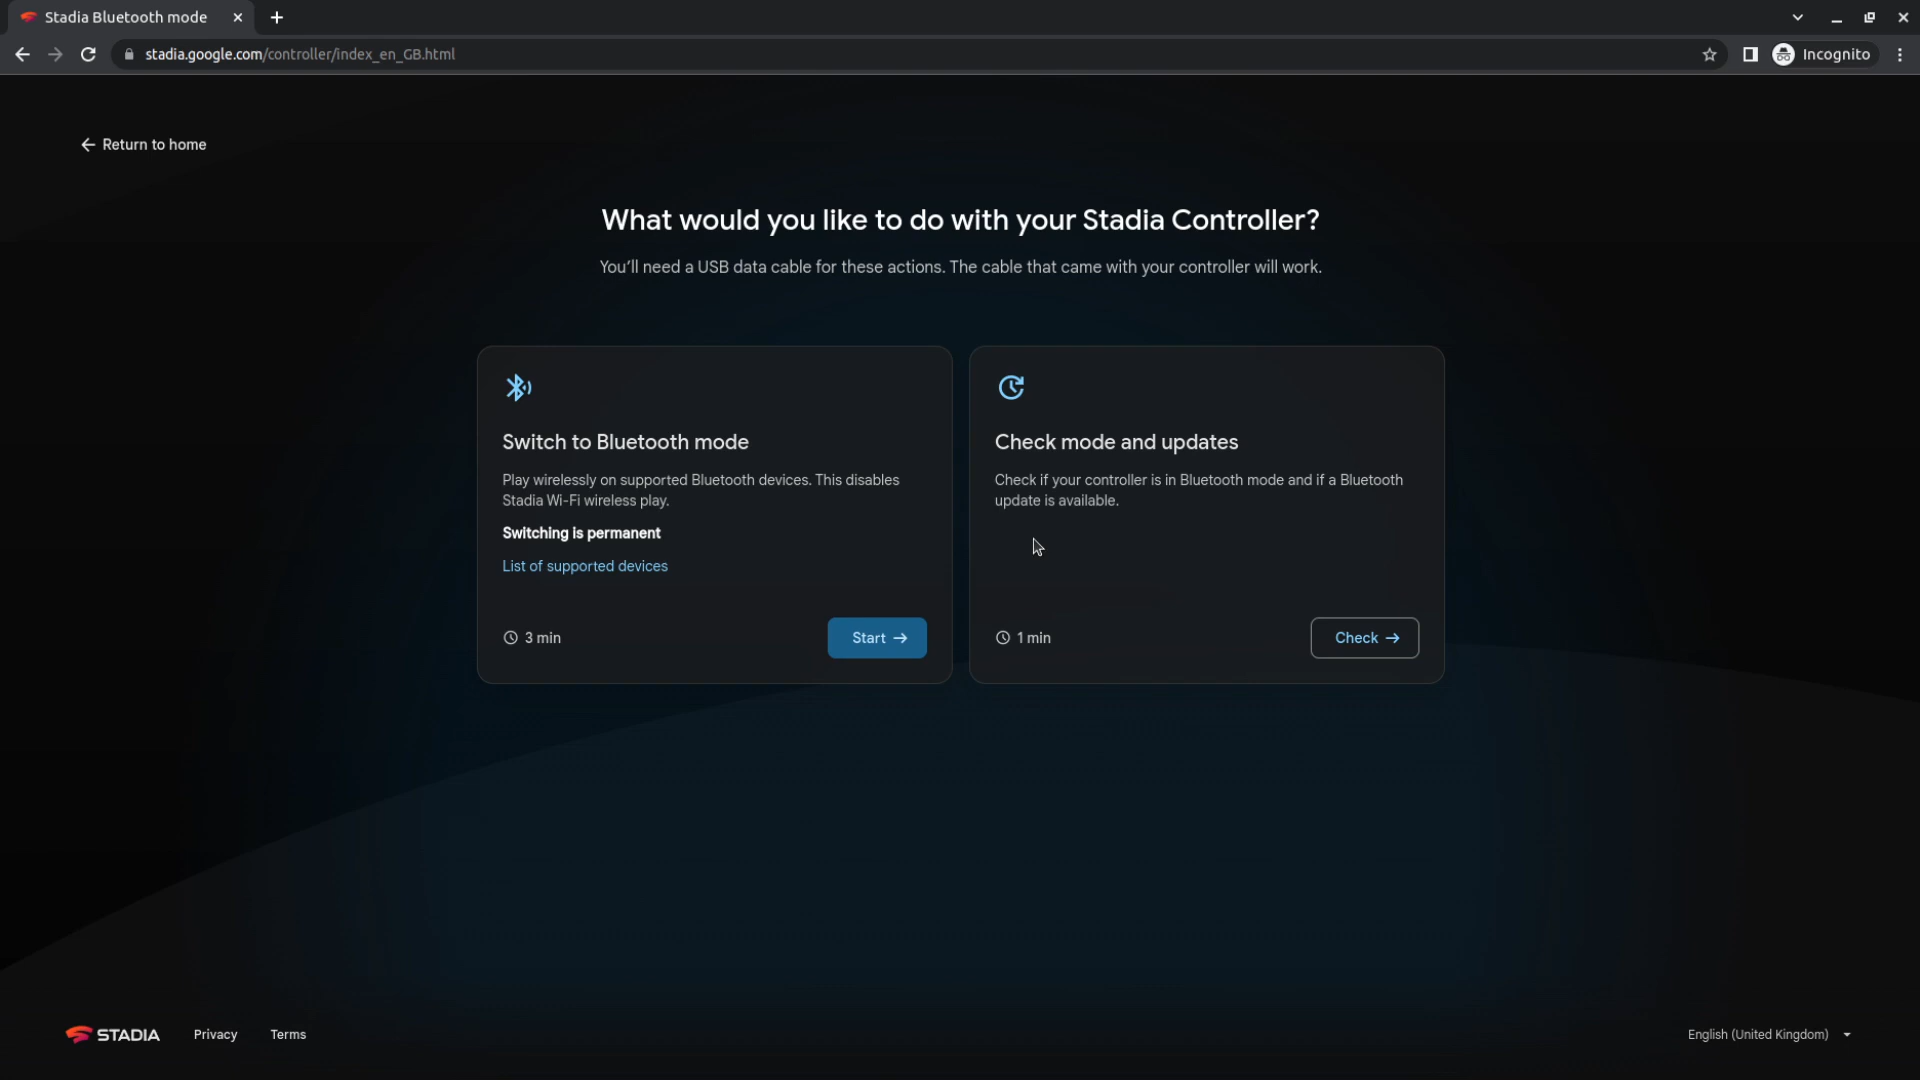 Stadia Bluetooth mode
stadia.google.com/controller/index_en_GB.html
Incognito
Return to home
What would you like to do with your Stadia Controller?
You'll need a USB data cable for these actions. The cable that came with your controller will work.
Switch to Bluetooth mode
Play wirelessly on supported Bluetooth devices. This disables
Stadia Wi-Fi wireless play.
Switching is permanent
List of supported devices
3 min
Start
Check mode and updates
Check if your controller is in Bluetooth mode and if a Bluetooth
update is available.
1 min
Check
STADIA
Privacy
Terms
English (United Kingdom)